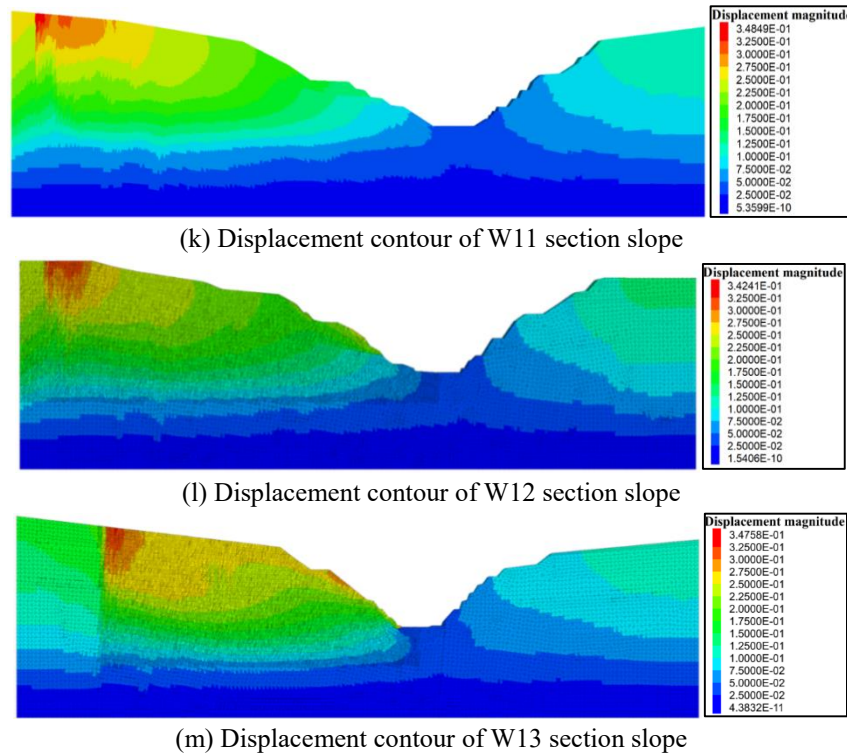 Displacement magnitude
3.4849E-01
3.2500E-01
3.0000E-01
2.7500E-01
2.5000E-01
2.2500E-01
2.0000E-01
1.7500E-01
1.5000E-01
1.2500E-01
1.0000E-01
7.5000E-02
5.0000E-02
2.5000E-02
5.3599E-10
(k) Displacement contour of W11 section slope
Displacement magnitude
3.4241E-01
3.2500E-01
3.0000E-01
2.7500E-01
2.5000E-01
2.2500E-01
2.0000E-01
1.7500E-01
1.5000E-01
1.2500E-01
1.0000E-01
7.5000E-02
5.0000E-02
2.5000E-02
1.5406E-10
(l) Displacement contour of W12 section slope
Displacement magnitude
3.4758E-01
3.2500E-01
3.0000E-01
2.7500E-01
2.5000E-01
2.2500E-01
2.0000E-01
1.7500E-01
1.5000E-01
1.2500E-01
1.0000E-01
7.5000E-02
5.0000E-02
2.5000E-02
4.3832E-11
(m) Displacement contour of W13 section slope